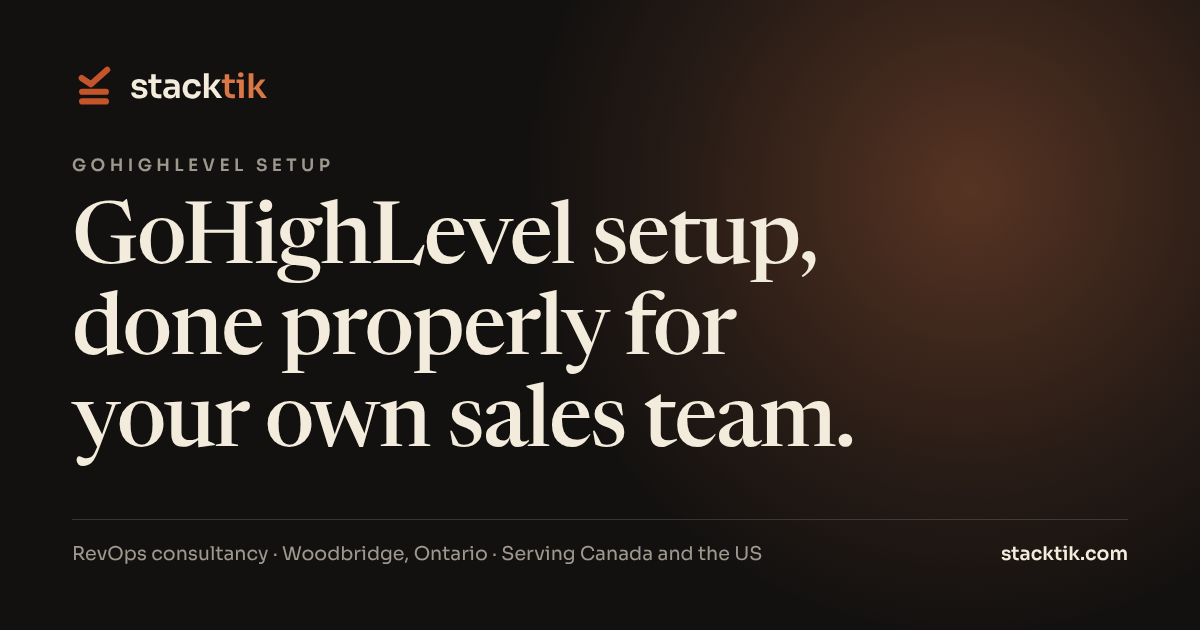 stacktik
GOHIGHLEVEL SETUP
GoHighLevel setup,
done properly for
your own sales team.
RevOps consultancy · Woodbridge, Ontario · Serving Canada and the US
stacktik.com